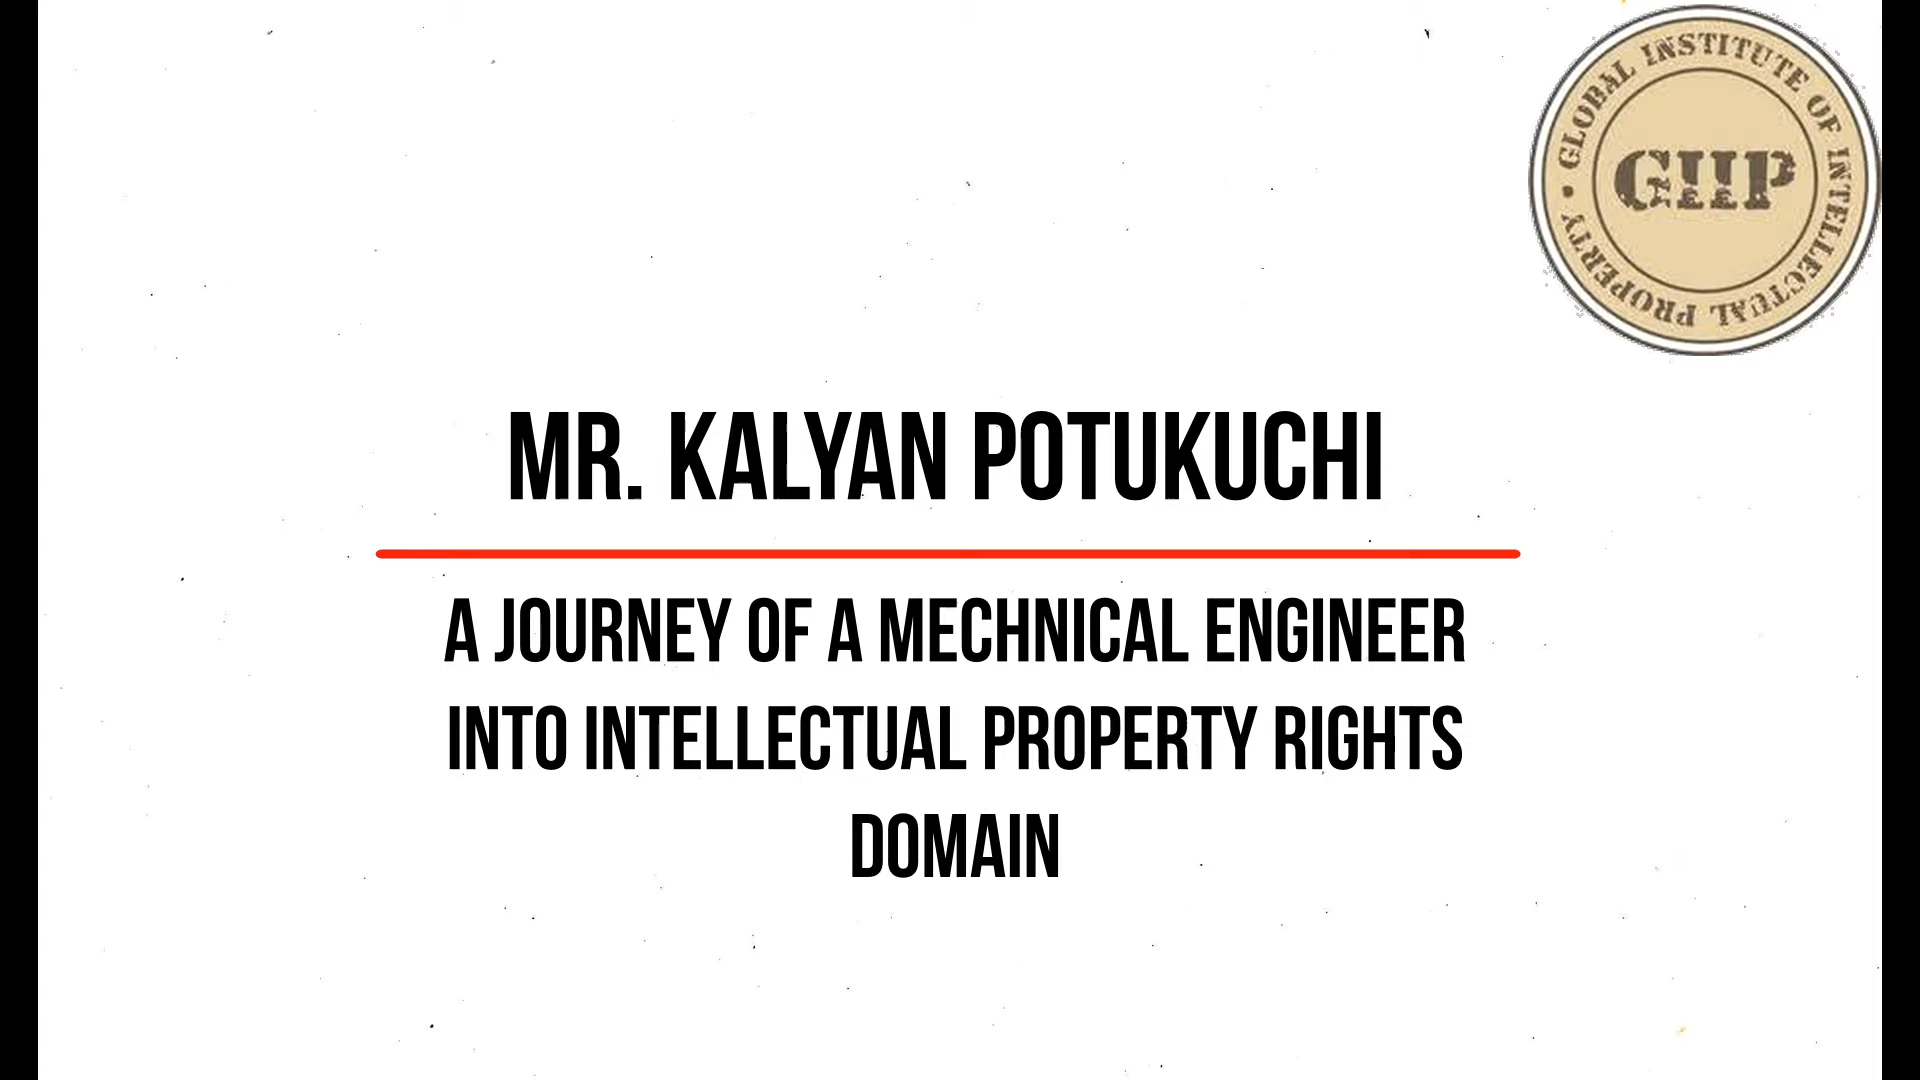 GLOBAL INSTITUTE OF INTELLECTUAL PROPERTY •
GIIP
MR. KALYAN POTUKUCHI
A JOURNEY OF A MECHNICAL ENGINEER
INTO INTELLECTUAL PROPERTY RIGHTS
DOMAIN